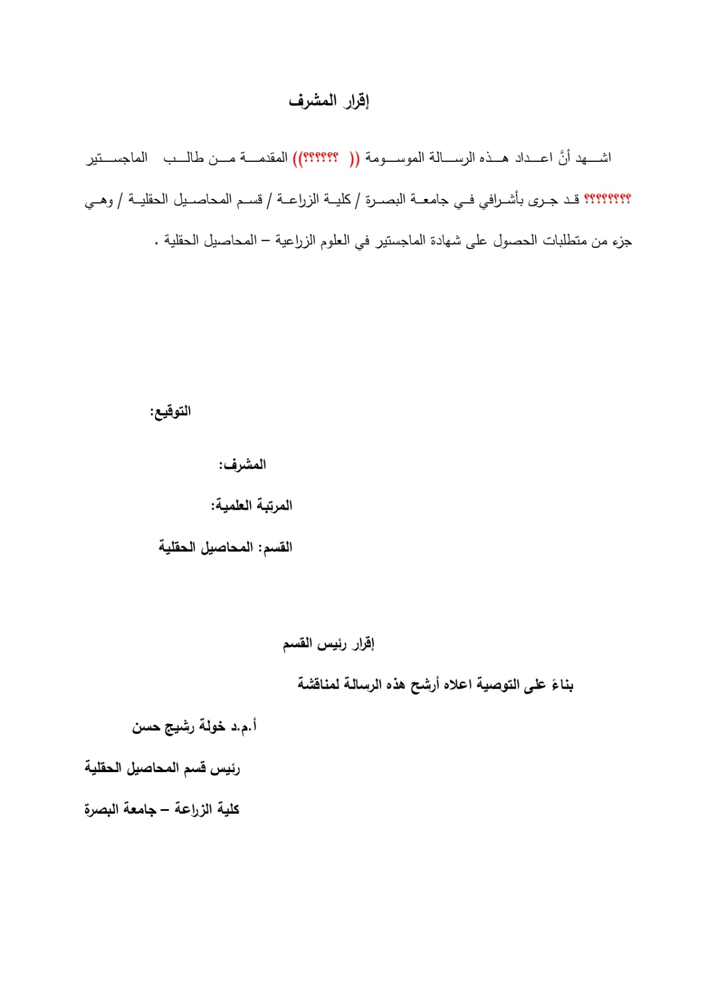 إقرار المشرف
اشهد أنَّ اعداد هذه الرسالة الموسومة (( ؟؟؟؟؟؟)) المقدمة من طالب الماجستير
؟؟؟؟؟؟؟؟ قد جرى بأشرافي في جامعة البصرة / كلية الزراعة / قسم المحاصيل الحقلية / وهي
جزء من متطلبات الحصول على شهادة الماجستير في العلوم الزراعية – المحاصيل الحقلية .
التوقيع:
المشرف:
المرتبة العلمية:
القسم: المحاصيل الحقلية
إقرار رئيس القسم
بناءً على التوصية اعلاه أرشح هذه الرسالة لمناقشة
أ.م.د خولة رشيج حسن
رئيس قسم المحاصيل الحقلية
كلية الزراعة – جامعة البصرة